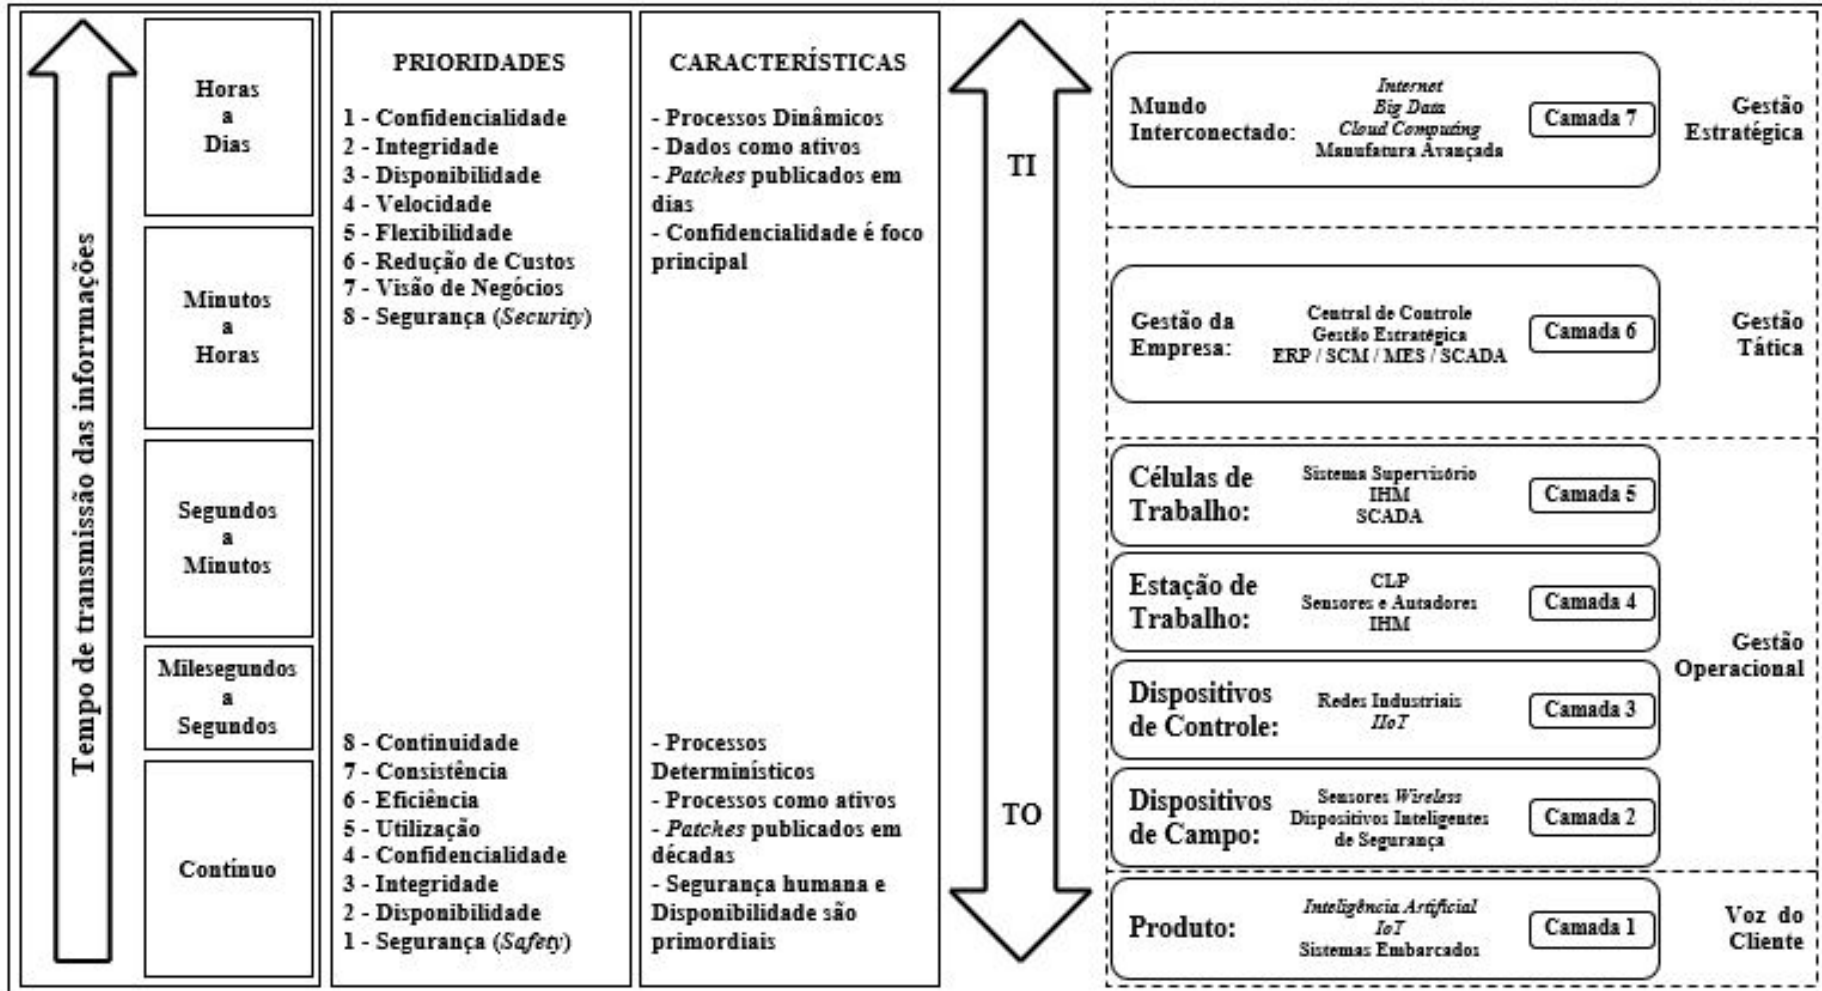 Tempo de transmissão das informações
Horas
a
Dias
Minutos
a
Horas
Segundos
a
Minutos
Milesegundos
a
Segundos
Contínuo
PRIORIDADES
1 - Confidencialidade
2 - Integridade
3 - Disponibilidade
4 - Velocidade
5 - Flexibilidade
6 - Redução de Custos
7 - Visão de Negócios
8 - Segurança (Security)
8 - Continuidade
7 - Consistência
6 - Eficiência
5 - Utilização
4 - Confidencialidade
3 - Integridade
2 - Disponibilidade
1 - Segurança (Safety)
CARACTERÍSTICAS
- Processos Dinâmicos
- Dados como ativos
- Patches publicados em
dias
- Confidencialidade é foco
principal
- Processos
Determinísticos
- Processos como ativos
- Patches publicados em
décadas
- Segurança humana e
Disponibilidade são
primordiais
TI
TO
Mundo
Interconectado:
Internet
Big Data
Cloud Computing
Manufatura Avançada
Camada 7
Gestão
Estratégica
Gestão da
Empresa:
Central de Controle
Gestão Estratégica
ERP / SCM / MES / SCADA
Camada 6
Gestão
Tática
Células de
Trabalho:
Sistema Supervisório
IHM
SCADA
Camada 5
Estação de
Trabalho:
CLP
Sensores e Autadores
IHM
Camada 4
Gestão
Operacional
Dispositivos
de Controle:
Redes Industriais
IIoT
Camada 3
Dispositivos
de Campo:
Sensores Wireless
Dispositivos Inteligentes
de Segurança
Camada 2
Produto:
Inteligência Artificial
IoT
Sistemas Embarcados
Camada 1
Voz do
Cliente